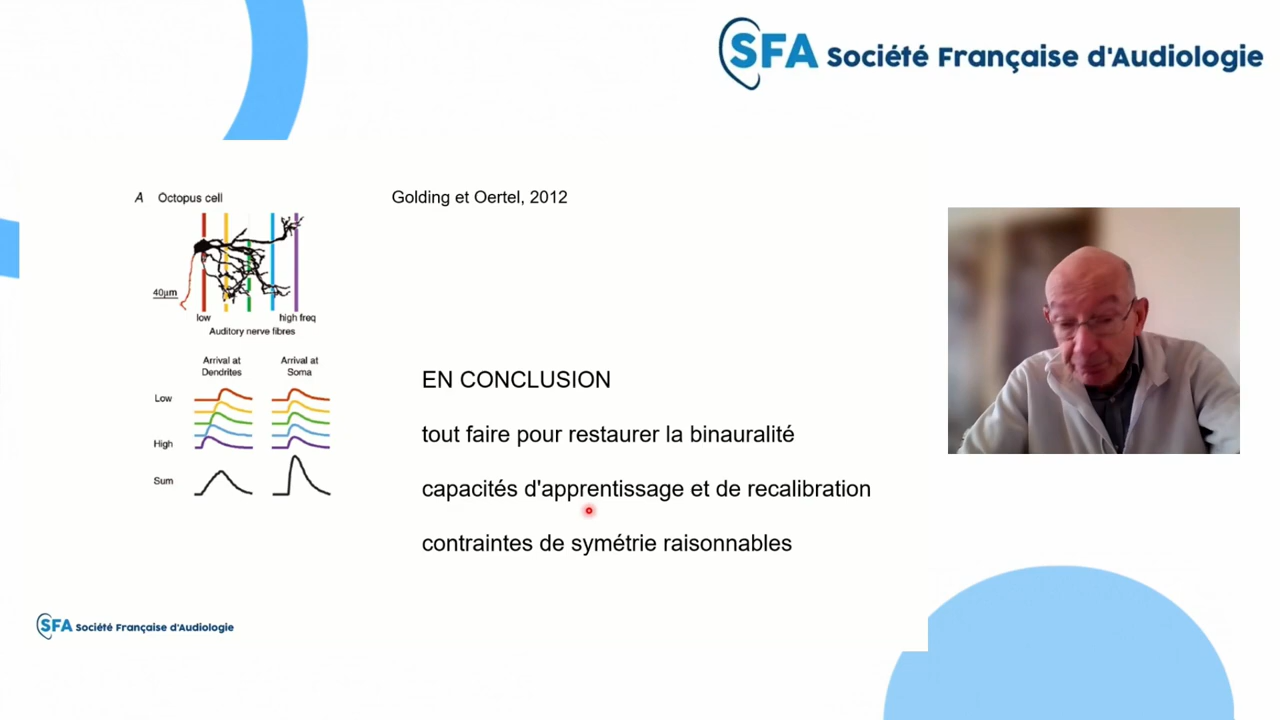 SFA Société Française d'Audiologie
A Octopus cell
Golding et Oertel, 2012
40µm
low high freq
Auditory nerve fibres
Arrival at Dendrites
Arrival at Soma
Low
High
Sum
EN CONCLUSION
tout faire pour restaurer la binauralité
capacités d'apprentissage et de recalibration
contraintes de symétrie raisonnables
SFA Société Française d'Audiologie